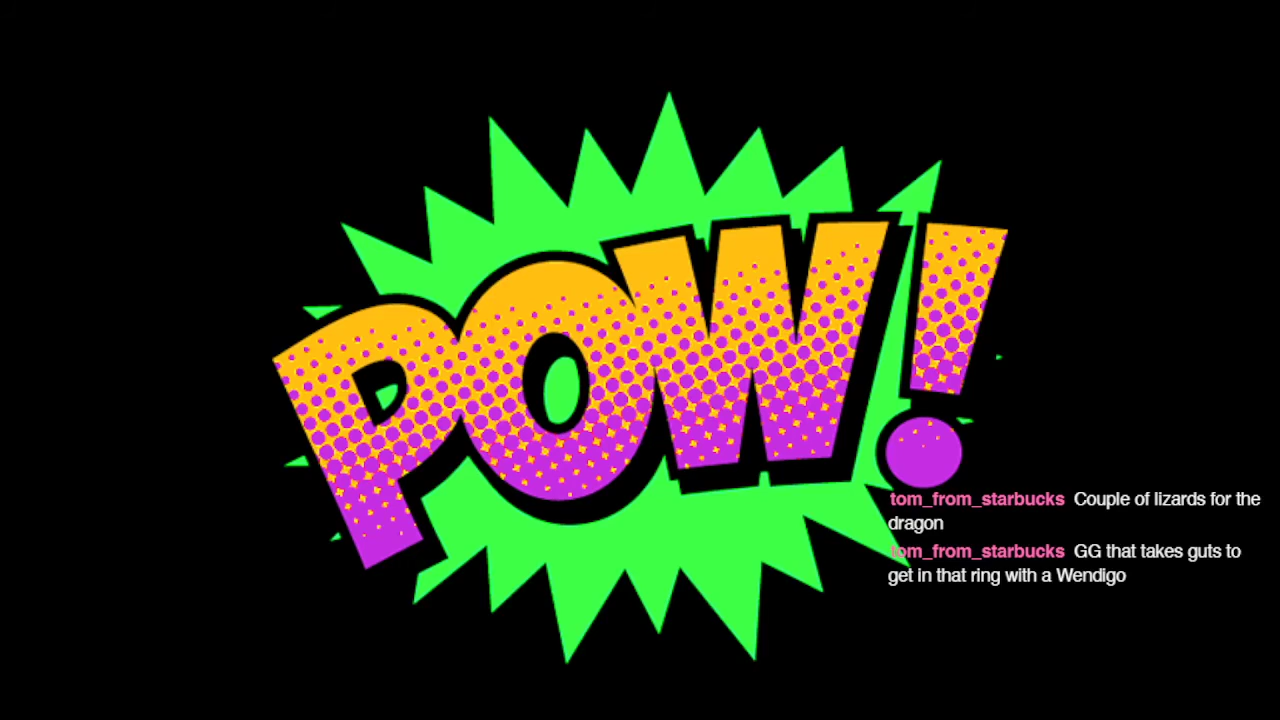 POW!
tom_from_starbucks Couple of lizards for the
dragon
tom_from_starbucks GG that takes guts to
get in that ring with a Wendigo